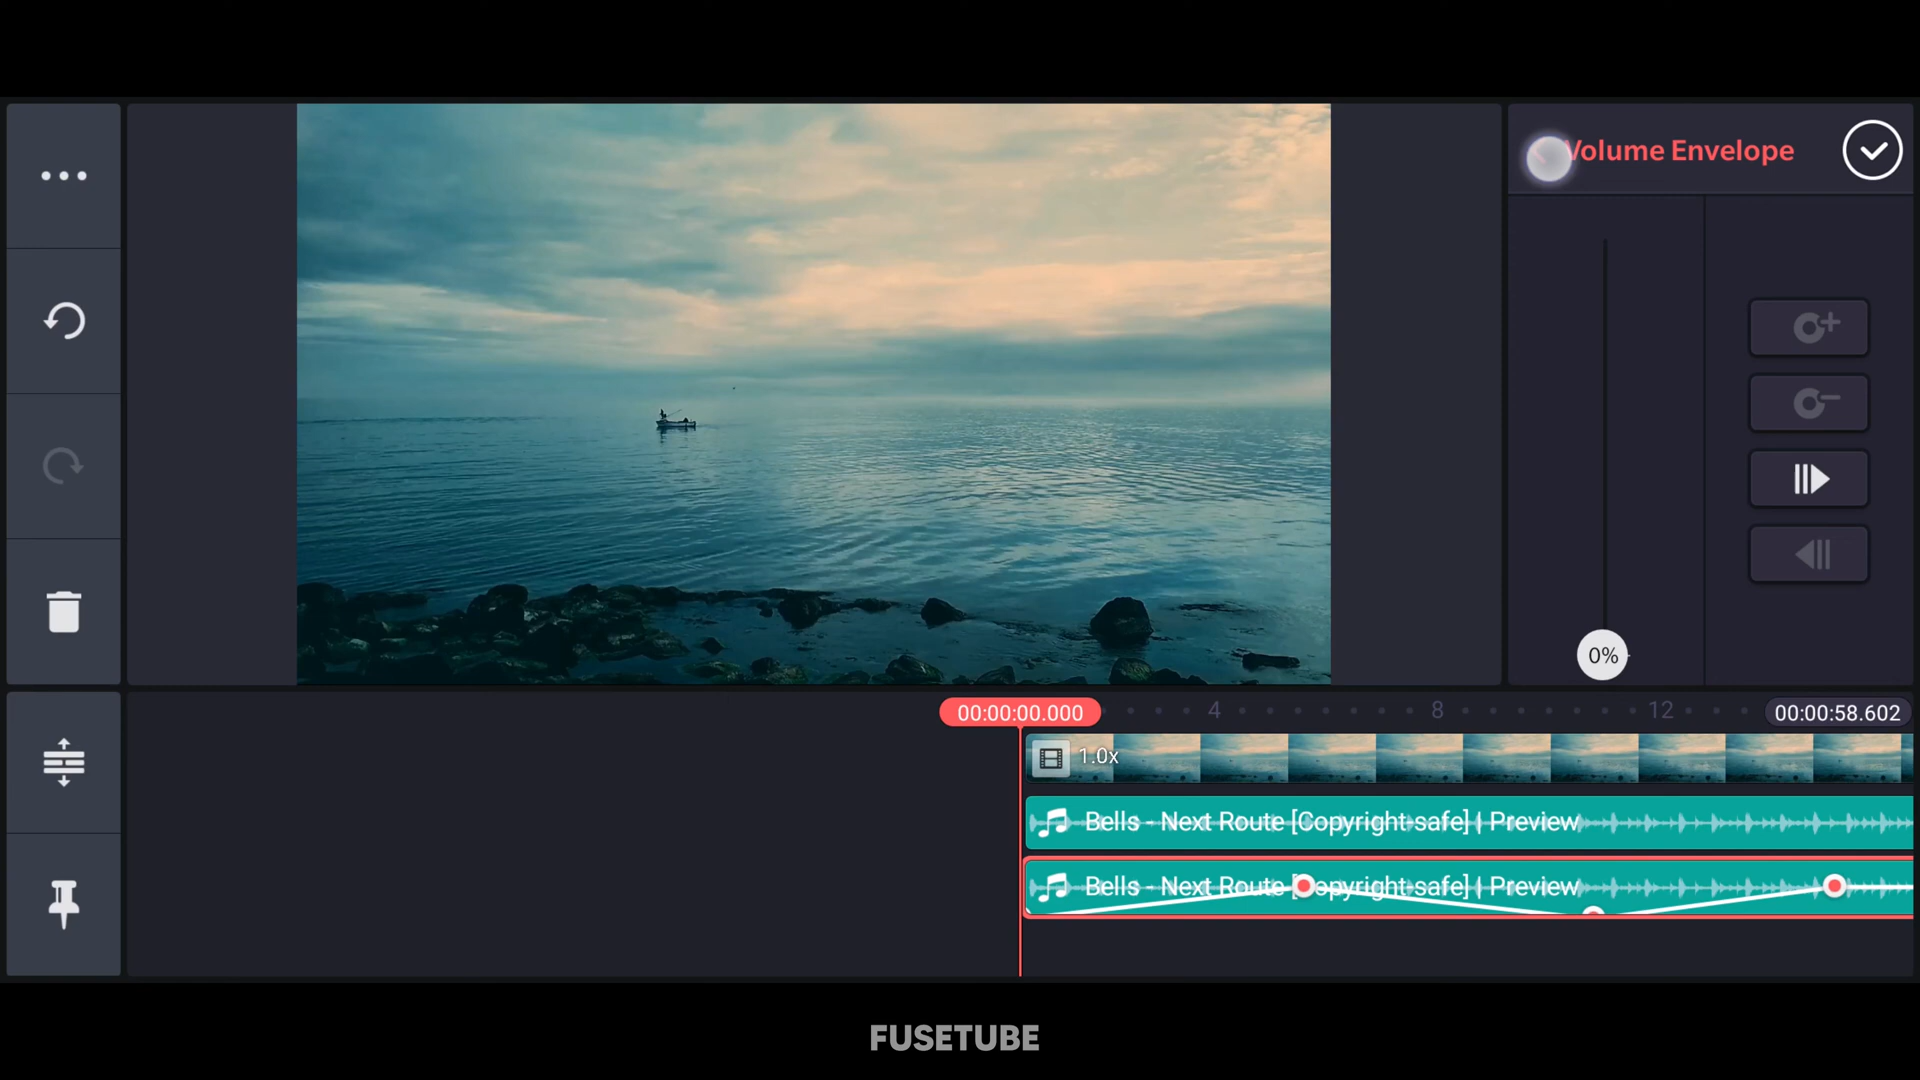 Volume Envelope
0%
00:00:00.000
4
8
12
00:00:58.602
1.0x
Bells - Next Route [Copyright-safe] | Preview
Bells - Next Route [Copyright-safe] | Preview
FUSETUBE